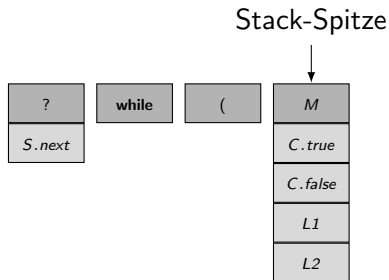 Stack-Spitze
? while ( M
S.next C.true
C.false
L1
L2